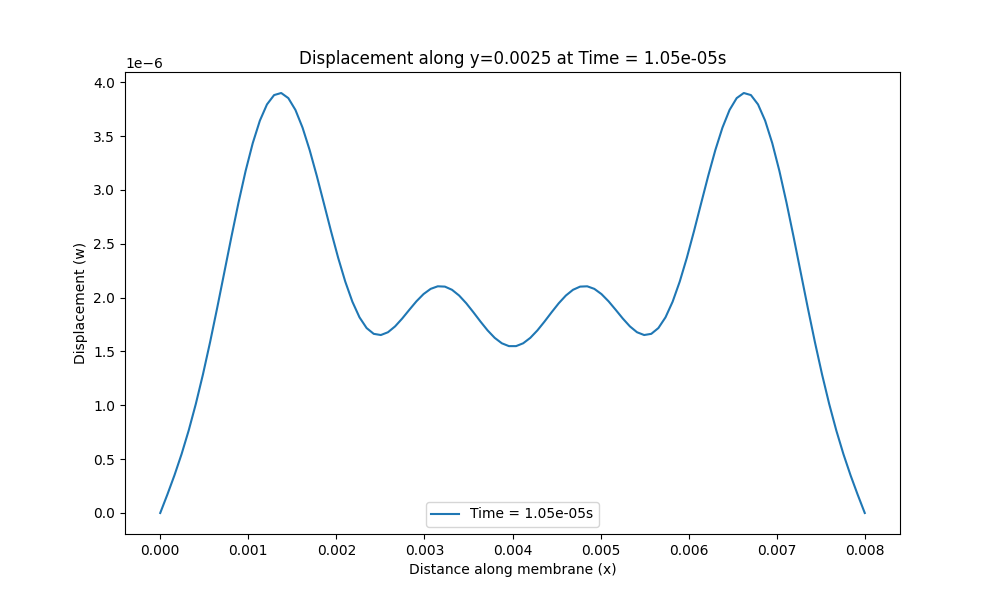 Displacement along y=0.0025 at Time = 1.05e-05s
1e−6
4.0
3.5
3.0
2.5
2.0
1.5
1.0
0.5
0.0
Displacement (w)
Time = 1.05e-05s
0.000 0.001 0.002 0.003 0.004 0.005 0.006 0.007 0.008
Distance along membrane (x)